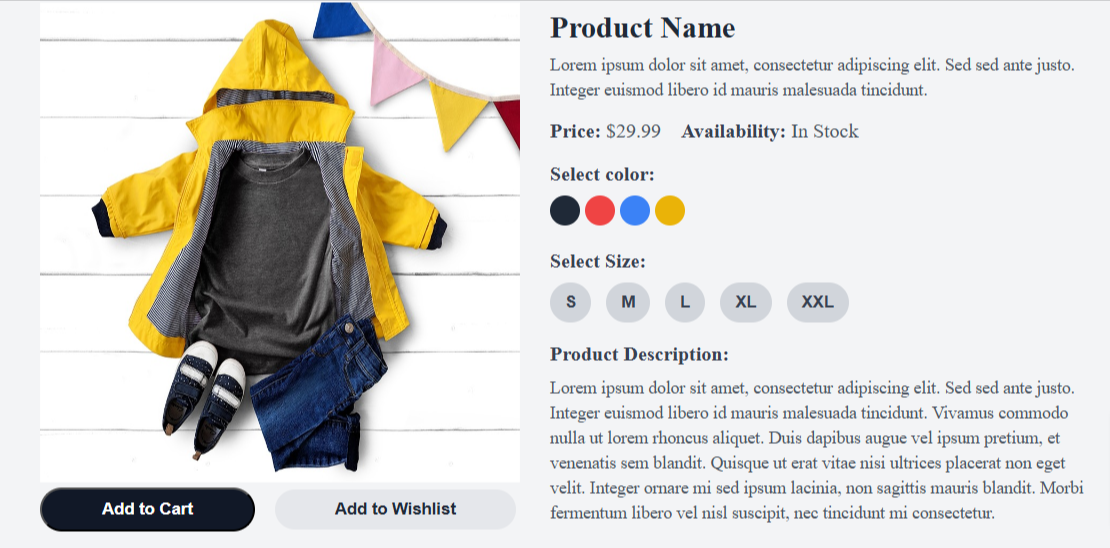 Product Name
Lorem ipsum dolor sit amet, consectetur adipiscing elit. Sed sed ante justo.
Integer euismod libero id mauris malesuada tincidunt.
Price: $29.99 Availability: In Stock
Select color:
Select Size:
S M L XL XXL
Product Description:
Lorem ipsum dolor sit amet, consectetur adipiscing elit. Sed sed ante justo.
Integer euismod libero id mauris malesuada tincidunt. Vivamus commodo
nulla ut lorem rhoncus aliquet. Duis dapibus augue vel ipsum pretium, et
venenatis sem blandit. Quisque ut erat vitae nisi ultrices placerat non eget
velit. Integer ornare mi sed ipsum lacinia, non sagittis mauris blandit. Morbi
fermentum libero vel nisl suscipit, nec tincidunt mi consectetur.
Add to Cart Add to Wishlist